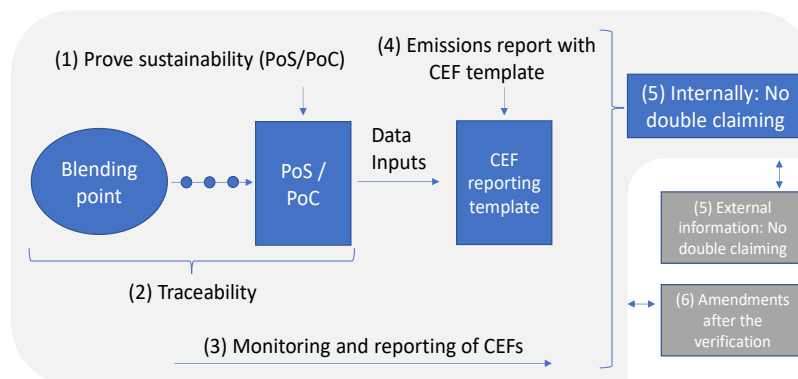 (1) Prove sustainability (PoS/PoC)
(4) Emissions report with
CEF template
(5) Internally: No
double claiming
Blending
point
PoS /
PoC
Data
Inputs
CEF
reporting
template
(5) External
information: No
double claiming
(2) Traceability
(6) Amendments
after the
verification
(3) Monitoring and reporting of CEFs